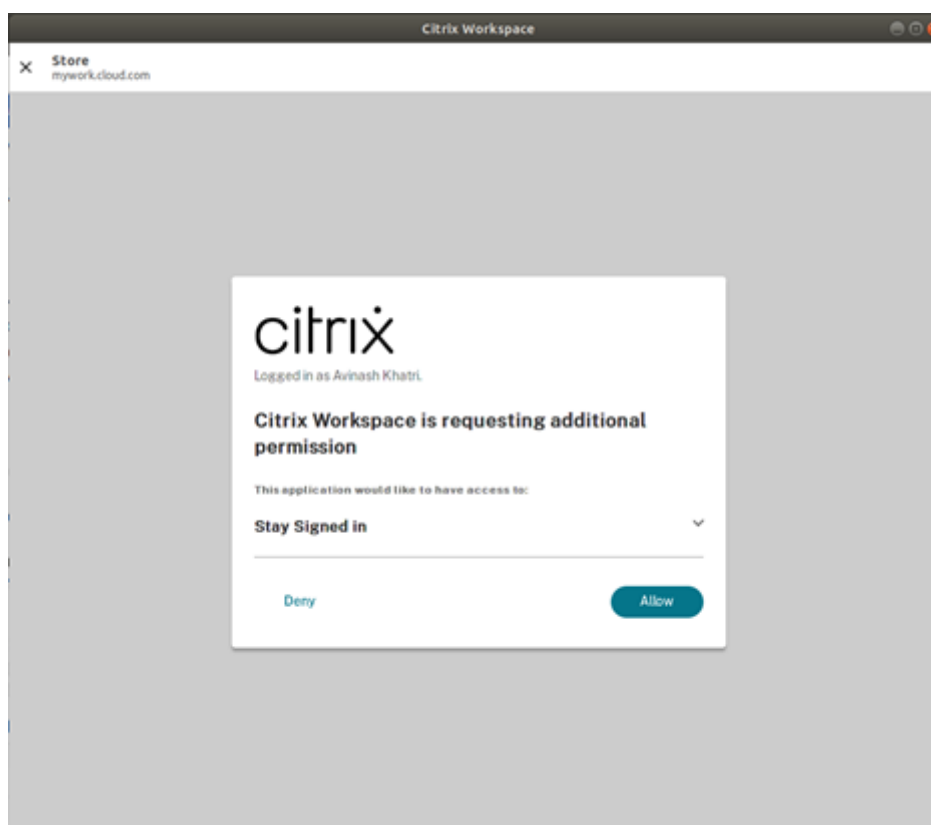 Citrix Workspace
Store
mywork.cloud.com
citrix
Logged in as Avinash Khatri.
Citrix Workspace is requesting additional
permission
This application would like to have access to:
Stay Signed in
Deny
Allow